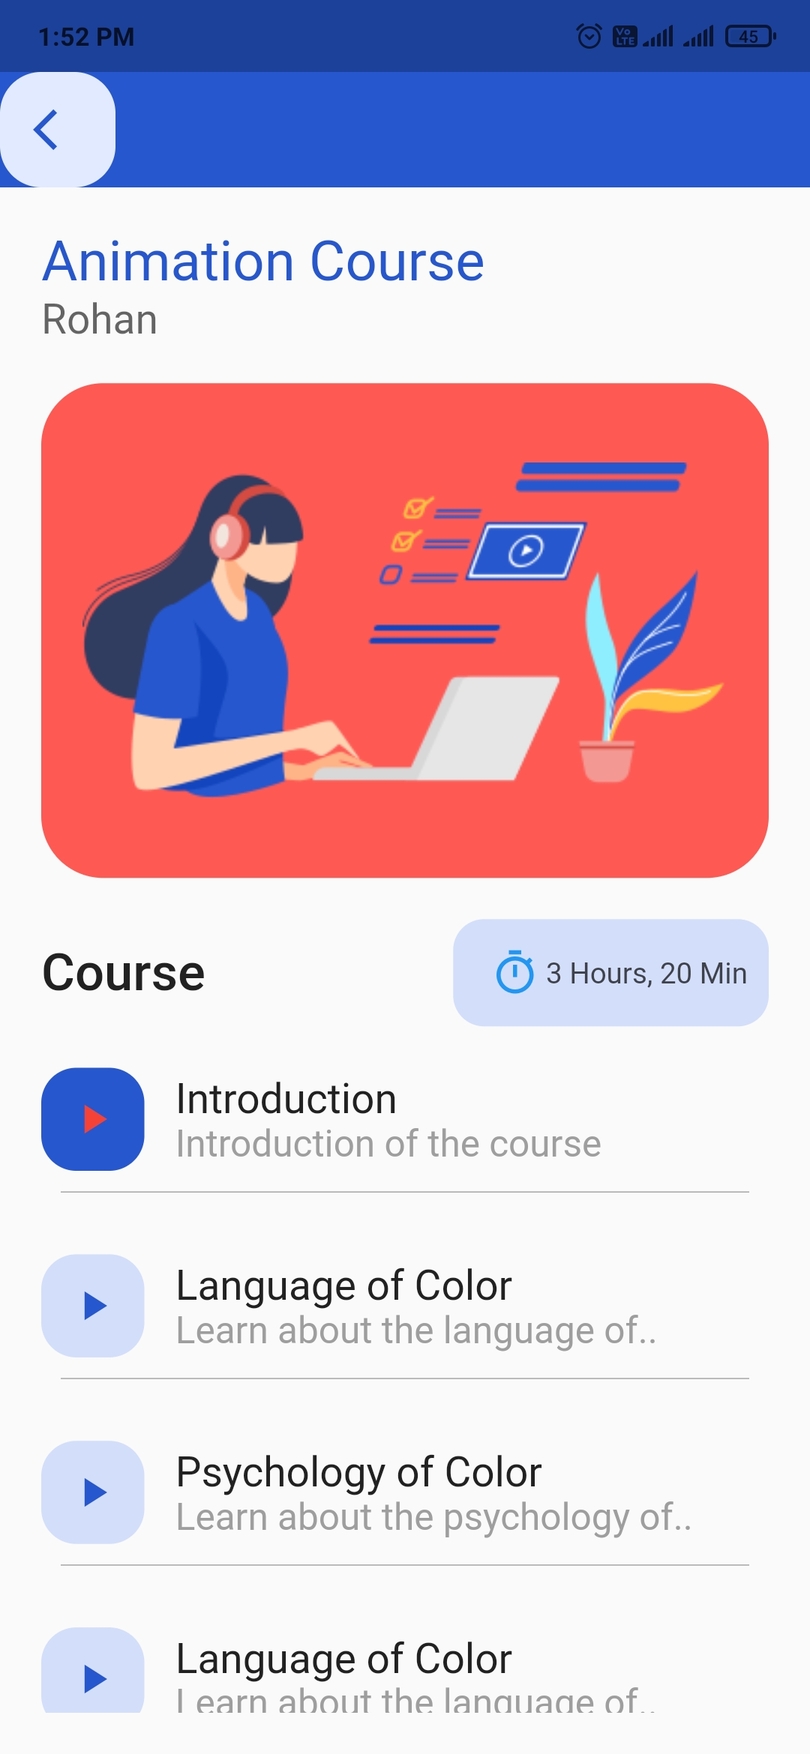 1:52 PM
Vo LTE
45
Animation Course
Rohan
Course
3 Hours, 20 Min
Introduction
Introduction of the course
Language of Color
Learn about the language of..
Psychology of Color
Learn about the psychology of..
Language of Color
Learn about the language of..